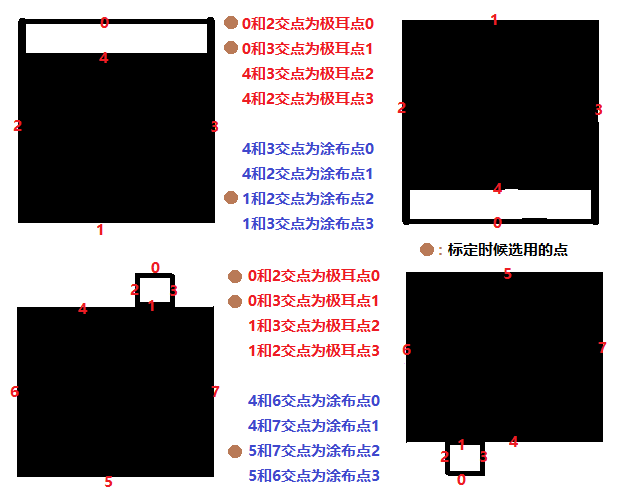 0
4
2
3
1
0和2交点为极耳点0
0和3交点为极耳点1
4和3交点为极耳点2
4和2交点为极耳点3
4和3交点为涂布点0
4和2交点为涂布点1
1和2交点为涂布点2
1和3交点为涂布点3
1
2
3
4
0
: 标定时候选用的点
0
2
3
1
4
6
7
5
0和2交点为极耳点0
0和3交点为极耳点1
1和3交点为极耳点2
1和2交点为极耳点3
4和6交点为涂布点0
4和7交点为涂布点1
5和7交点为涂布点2
5和6交点为涂布点3
5
6
7
4
1
2
3
0